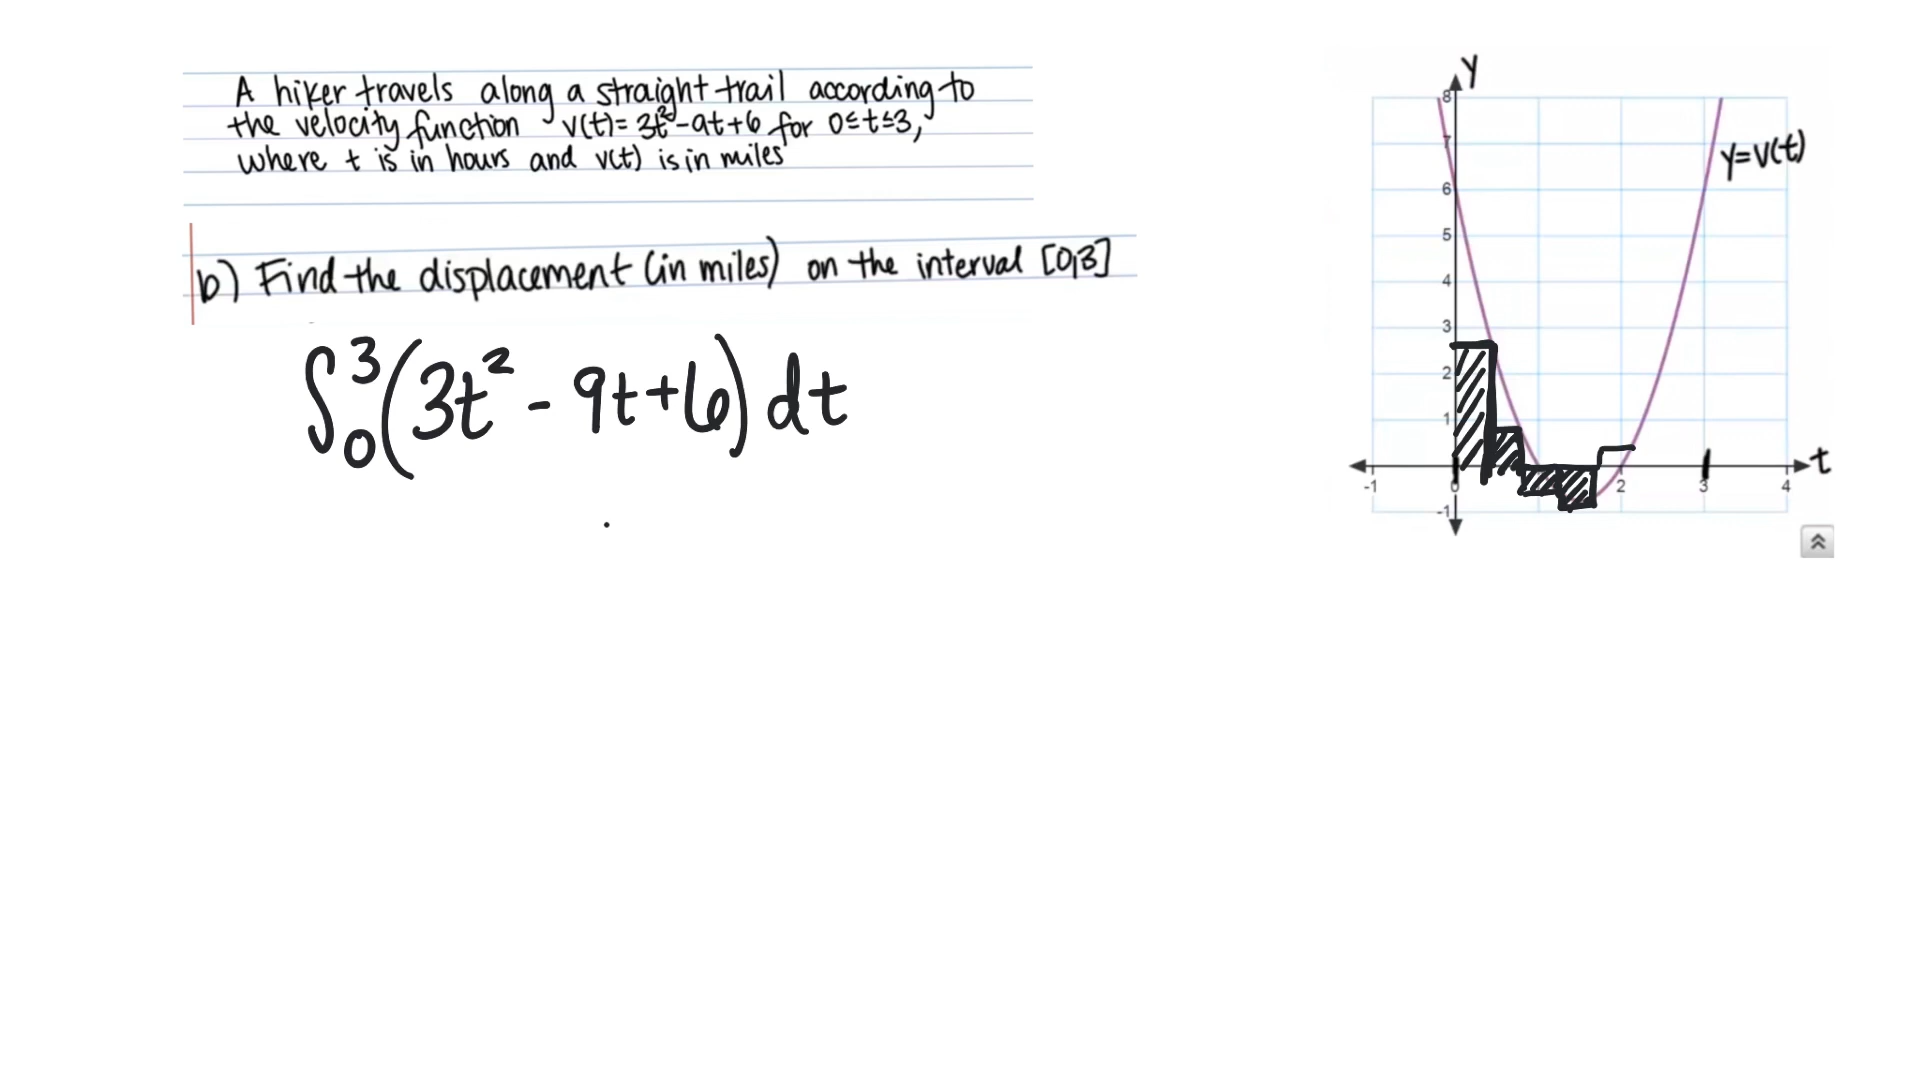 A hiker travels along a straight trail according to
the velocity function v(t)=3t²-9t+6 for 0≤t≤3,
where t is in hours and v(t) is in miles
b) Find the displacement (in miles) on the interval [0,3]
∫₀³(3t²-9t+6)dt
y
8
7
y=v(t)
6
5
4
3
2
1
t
-1 0 2 3 4
-1